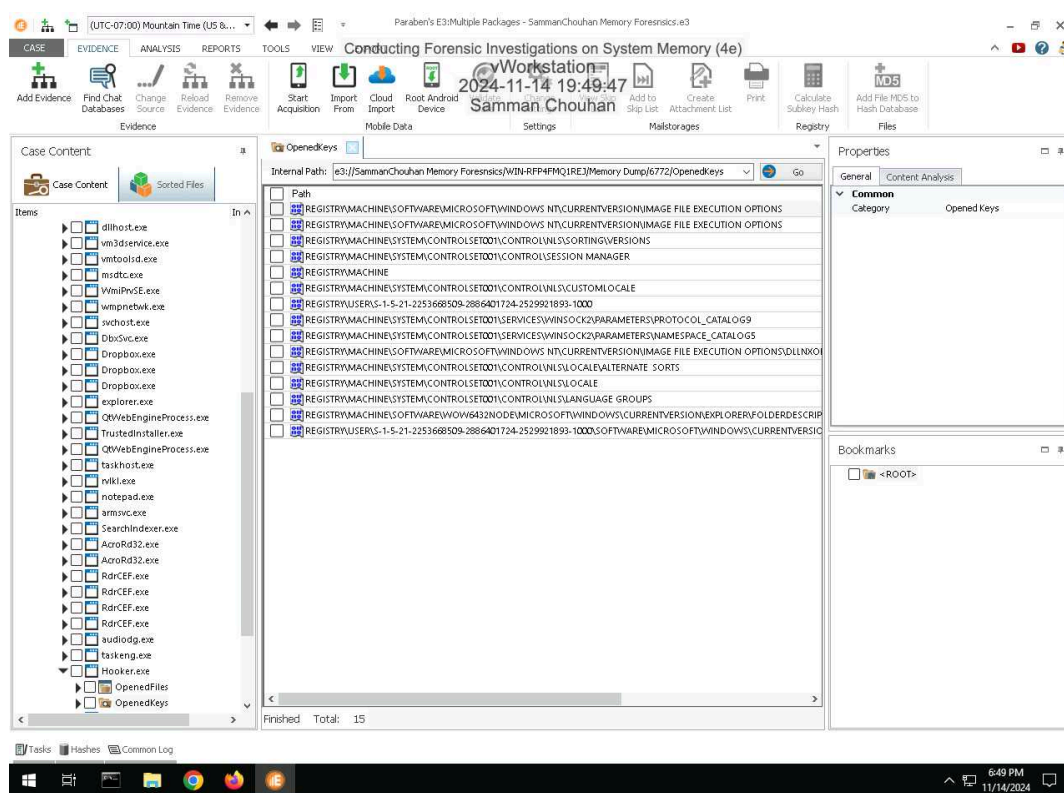 (UTC-07:00) Mountain Time (US &...
Paraben's E3:Multiple Packages - SammanChouhan Memory Foresnsics.e3
CASE EVIDENCE ANALYSIS REPORTS TOOLS VIEW
Conducting Forensic Investigations on System Memory (4e)
vWorkstation
2024-11-14 19:49:47
Samman Chouhan
Add Evidence
Find Chat Databases
Change Source
Reload Evidence
Remove Evidence
Start Acquisition
Import From
Cloud Import
Root Android Device
Add to Skip List
Create Attachment List
Print
Calculate Subkey Hash
Add File MD5 to Hash Database
Evidence Mobile Data Settings Mailstorages Registry Files
Case Content
Case Content Sorted Files
Items In
dllhost.exe
vm3dservice.exe
vmtoolsd.exe
msdtc.exe
WmiPrvSE.exe
wmpnetwk.exe
svchost.exe
DbxSvc.exe
Dropbox.exe
Dropbox.exe
Dropbox.exe
explorer.exe
QtWebEngineProcess.exe
TrustedInstaller.exe
QtWebEngineProcess.exe
taskhost.exe
rvlkl.exe
notepad.exe
armsvc.exe
SearchIndexer.exe
AcroRd32.exe
AcroRd32.exe
RdrCEF.exe
RdrCEF.exe
RdrCEF.exe
RdrCEF.exe
audiodg.exe
taskeng.exe
Hooker.exe
OpenedFiles
OpenedKeys
OpenedKeys
Internal Path: e3://SammanChouhan Memory Foresnsics/WIN-RFP4FMQ1REJ/Memory Dump/6772/OpenedKeys Go
Path
REGISTRY\MACHINE\SOFTWARE\MICROSOFT\WINDOWS NT\CURRENTVERSION\IMAGE FILE EXECUTION OPTIONS
REGISTRY\MACHINE\SOFTWARE\MICROSOFT\WINDOWS NT\CURRENTVERSION\IMAGE FILE EXECUTION OPTIONS
REGISTRY\MACHINE\SYSTEM\CONTROLSET001\CONTROL\NLS\SORTING\VERSIONS
REGISTRY\MACHINE\SYSTEM\CONTROLSET001\CONTROL\SESSION MANAGER
REGISTRY\MACHINE
REGISTRY\MACHINE\SYSTEM\CONTROLSET001\CONTROL\NLS\CUSTOMLOCALE
REGISTRY\USER\S-1-5-21-2253668509-2886401724-2529921893-1000
REGISTRY\MACHINE\SYSTEM\CONTROLSET001\SERVICES\WINSOCK2\PARAMETERS\PROTOCOL_CATALOG9
REGISTRY\MACHINE\SYSTEM\CONTROLSET001\SERVICES\WINSOCK2\PARAMETERS\NAMESPACE_CATALOG5
REGISTRY\MACHINE\SOFTWARE\MICROSOFT\WINDOWS NT\CURRENTVERSION\IMAGE FILE EXECUTION OPTIONS\DLLNXO
REGISTRY\MACHINE\SYSTEM\CONTROLSET001\CONTROL\NLS\LOCALE\ALTERNATE SORTS
REGISTRY\MACHINE\SYSTEM\CONTROLSET001\CONTROL\NLS\LOCALE
REGISTRY\MACHINE\SYSTEM\CONTROLSET001\CONTROL\NLS\LANGUAGE GROUPS
REGISTRY\MACHINE\SOFTWARE\WOW6432NODE\MICROSOFT\WINDOWS\CURRENTVERSION\EXPLORER\FOLDERDESCRIP
REGISTRY\USER\S-1-5-21-2253668509-2886401724-2529921893-1000\SOFTWARE\MICROSOFT\WINDOWS\CURRENTVERSIO
Finished Total: 15
Properties
General Content Analysis
Common
Category Opened Keys
Bookmarks
<ROOT>
Tasks Hashes Common Log
6:49 PM
11/14/2024